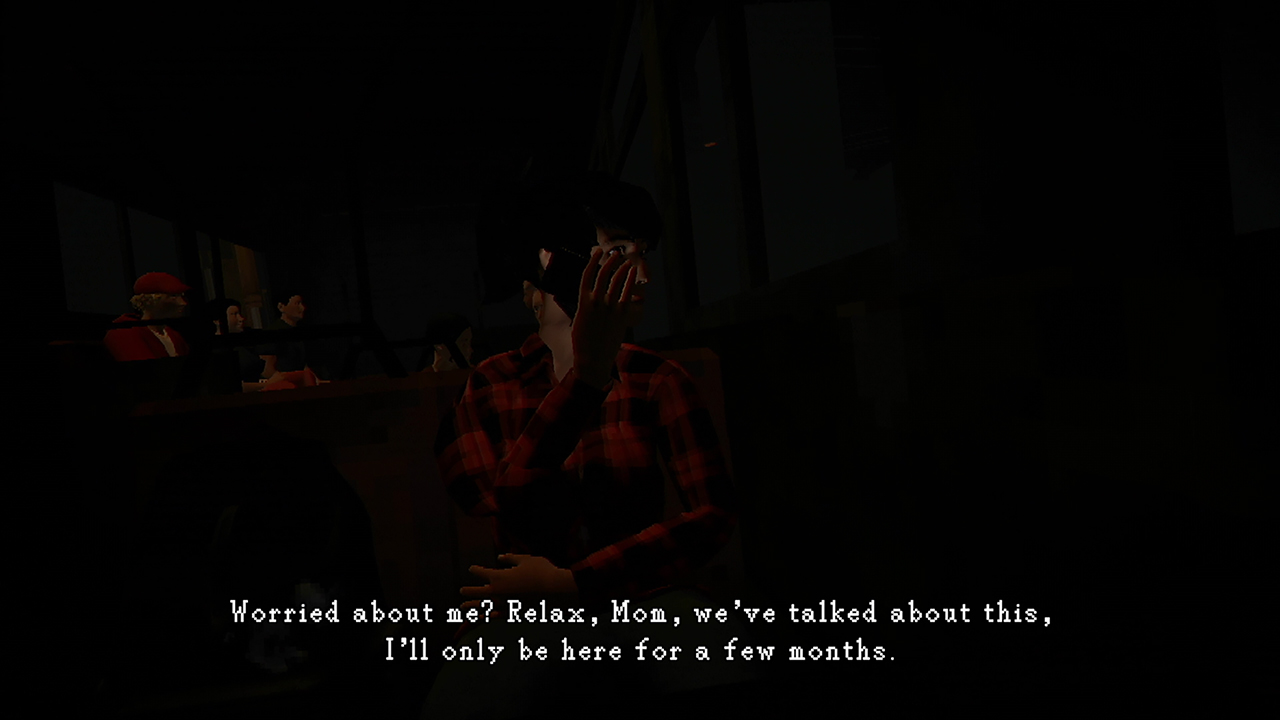 Worried about me? Relax, Mom, we've talked about this,
I'll only be here for a few months.